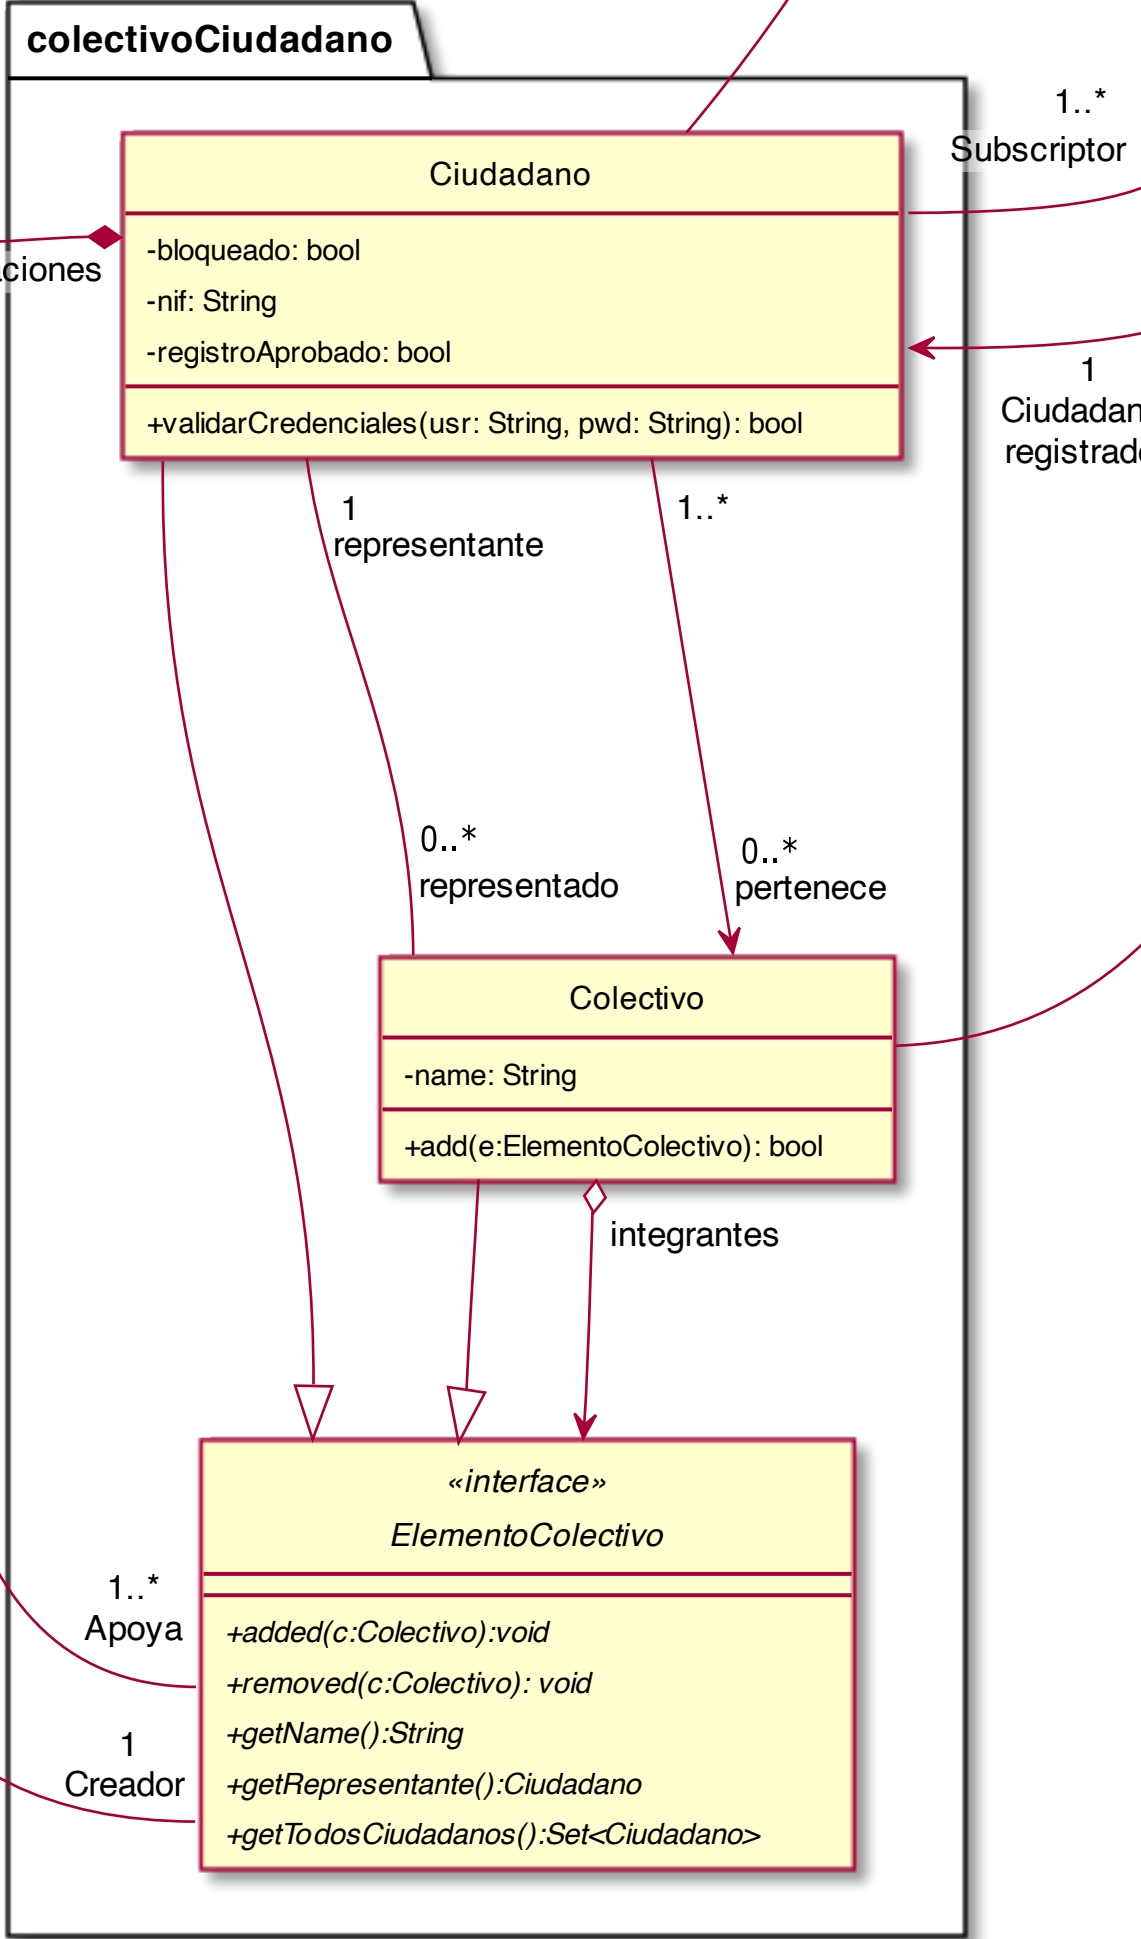 colectivoCiudadano
1..*
Subscriptor
Ciudadano
-bloqueado: bool
-nif: String
-registroAprobado: bool
+validarCredenciales(usr: String, pwd: String): bool
1
1
representante
1..*
0..*
representado
0..*
pertenece
Colectivo
-name: String
+add(e:ElementoColectivo): bool
integrantes
«interface»
ElementoColectivo
1..*
Apoya
+added(c:Colectivo):void
+removed(c:Colectivo): void
+getName():String
1
Creador
+getRepresentante():Ciudadano
+getTodosCiudadanos():Set<Ciudadano>